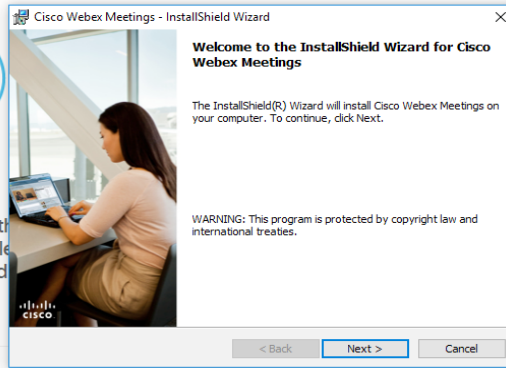 Cisco Webex Meetings - InstallShield Wizard
Welcome to the InstallShield Wizard for Cisco
Webex Meetings
The InstallShield(R) Wizard will install Cisco Webex Meetings on
your computer. To continue, click Next.
WARNING: This program is protected by copyright law and
international treaties.
CISCO
< Back Next > Cancel